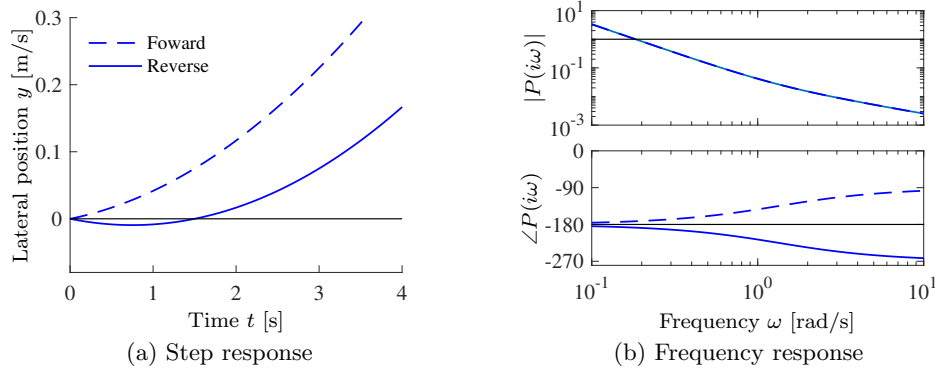 0.3
0.2
0.1
0
0
1
2
3
4
Lateral position y [m/s]
Time t [s]
Foward
Reverse
(a) Step response
10^1
10^-1
10^-3
|P(iω)|
0
-90
-180
-270
∠P(iω)
10^-1
10^0
10^1
Frequency ω [rad/s]
(b) Frequency response